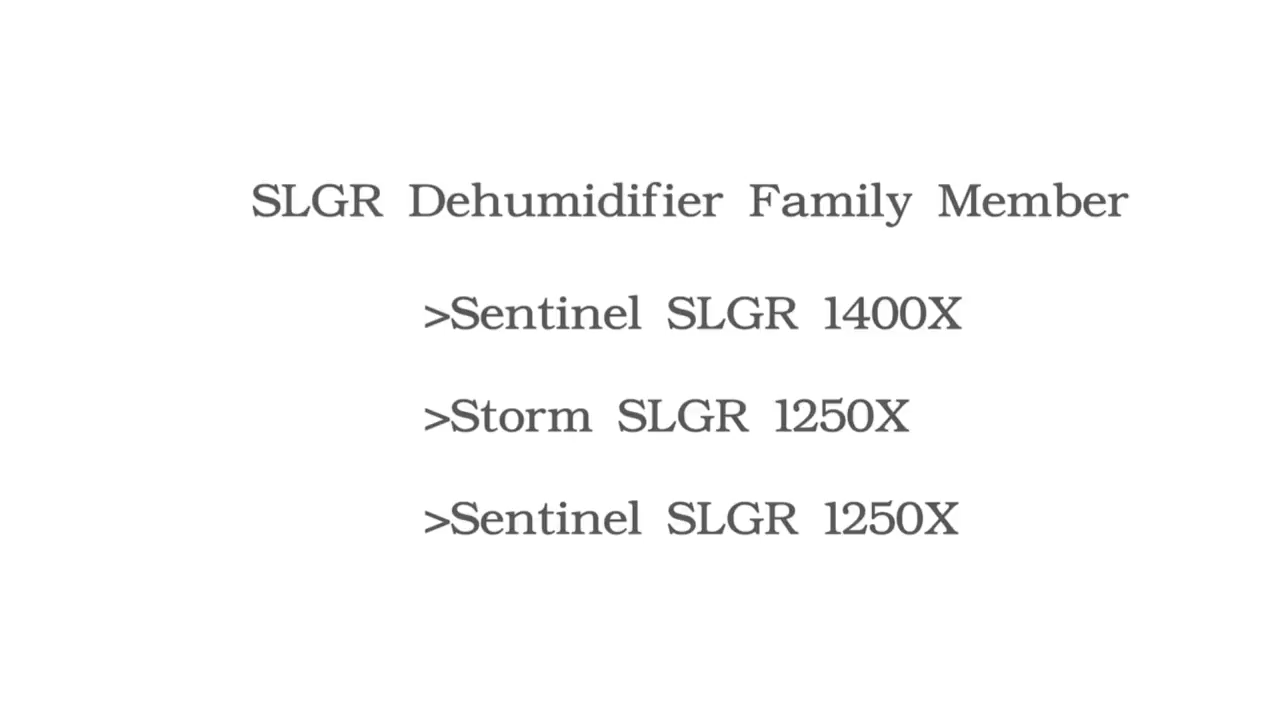 SLGR Dehumidifier Family Member
>Sentinel SLGR 1400X
>Storm SLGR 1250X
>Sentinel SLGR 1250X